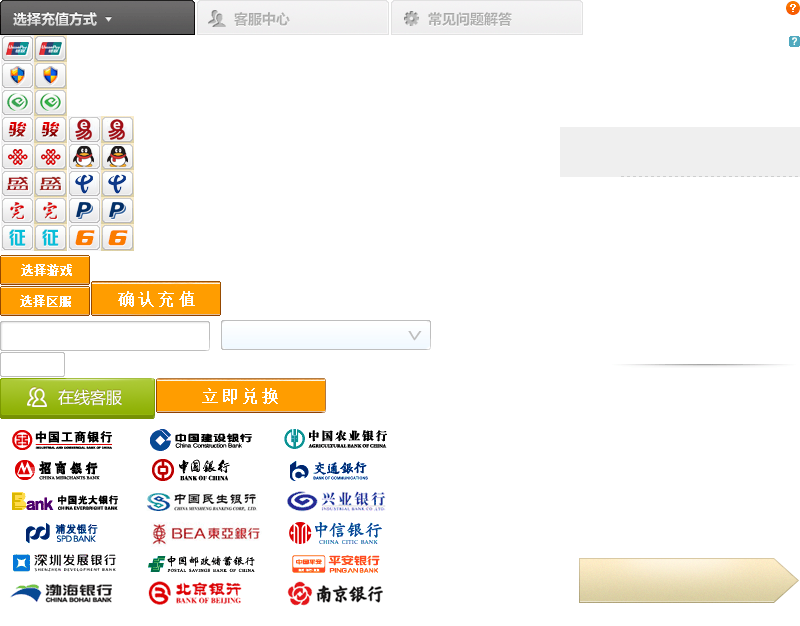 选择充值方式
客服中心
常见问题解答
?
?
骏 骏
盛 盛
完 完
征 征
选择游戏
选择区服
确认充值
在线客服
立即兑换
中国工商银行
INDUSTRIAL AND COMMERCIAL BANK OF CHINA
中国建设银行
China Construction Bank
中国农业银行
AGRICULTURAL BANK OF CHINA
招商银行
CHINA MERCHANTS BANK
中国银行
BANK OF CHINA
交通银行
BANK OF COMMUNICATIONS
Bank
中国光大银行
CHINA EVERBRIGHT BANK
中国民生银行
CHINA MINSHENG BANKING CORP., LTD.
兴业银行
INDUSTRIAL BANK CO.,LTD.
浦发银行
SPD BANK
BEA東亞銀行
中信银行
CHINA CITIC BANK
深圳发展银行
SHENZHEN DEVELOPMENT BANK
中国邮政储蓄银行
POSTAL SAVINGS BANK OF CHINA
中国平安
平安银行
PING AN BANK
渤海银行
CHINA BOHAI BANK
北京银行
BANK OF BEIJING
南京银行